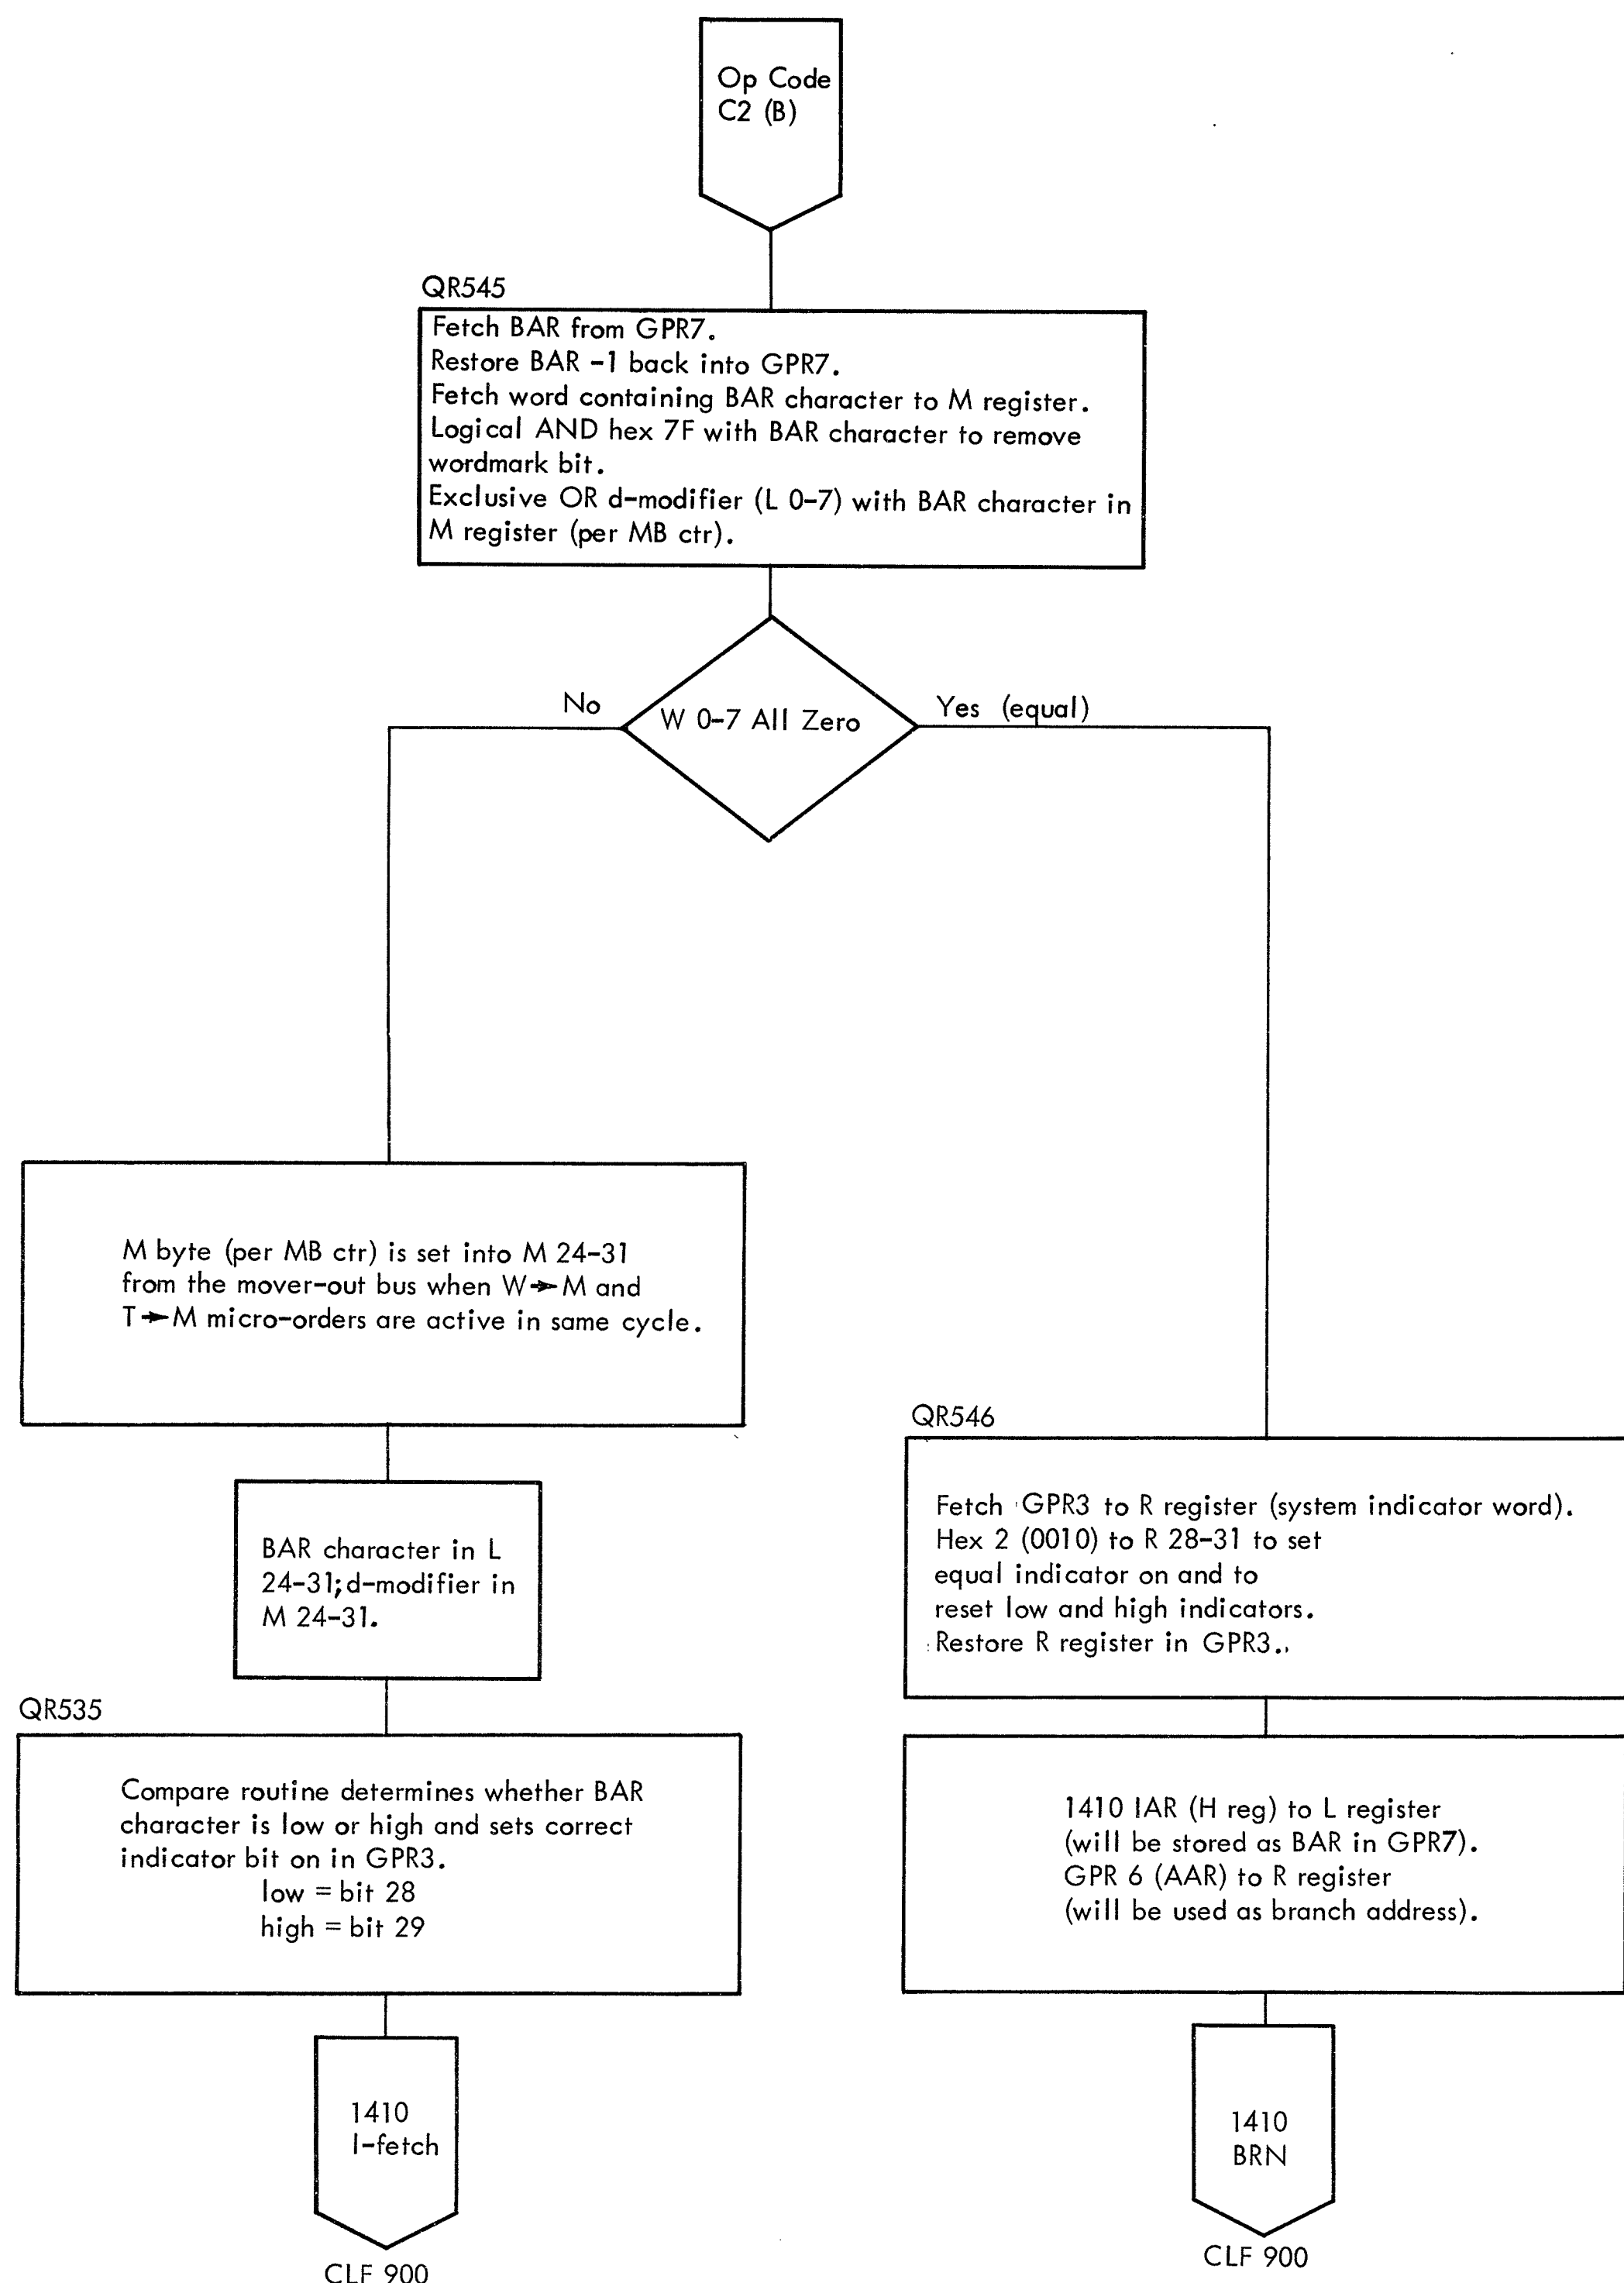 Op Code
C2 (B)
QR545
Fetch BAR from GPR7.
Restore BAR -1 back into GPR7.
Fetch word containing BAR character to M register.
Logical AND hex 7F with BAR character to remove
wordmark bit.
Exclusive OR d-modifier (L 0-7) with BAR character in
M register (per MB ctr).
No
W 0-7 All Zero
Yes (equal)
M byte (per MB ctr) is set into M 24-31
from the mover-out bus when W➛M and
T➛M micro-orders are active in same cycle.
BAR character in L
24-31; d-modifier in
M 24-31.
QR535
Compare routine determines whether BAR
character is low or high and sets correct
indicator bit on in GPR3.
low = bit 28
high = bit 29
1410
I-fetch
CLF 900
QR546
Fetch GPR3 to R register (system indicator word).
Hex 2 (0010) to R 28-31 to set
equal indicator on and to
reset low and high indicators.
Restore R register in GPR3.
1410 IAR (H reg) to L register
(will be stored as BAR in GPR7).
GPR 6 (AAR) to R register
(will be used as branch address).
1410
BRN
CLF 900